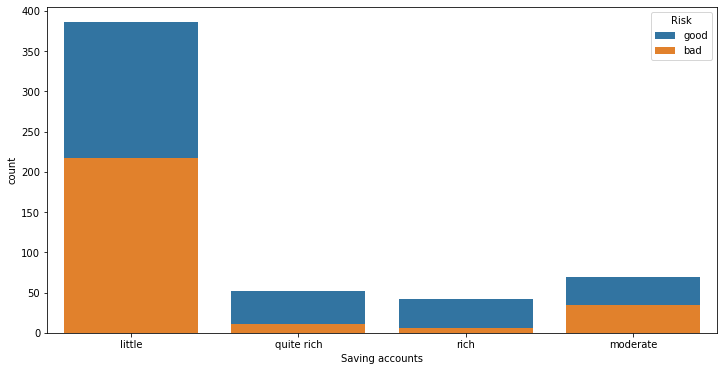 400
350
300
250
200
150
100
50
0
count
little
quite rich
rich
moderate
Saving accounts
Risk
good
bad